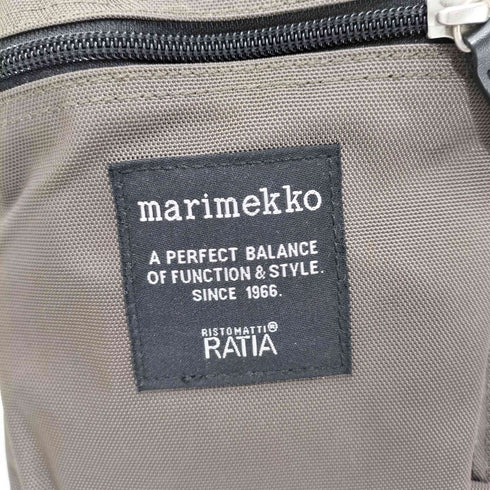 marimekko
A PERFECT BALANCE
OF FUNCTION & STYLE.
SINCE 1966.
RISTOMATTI®
RATIA